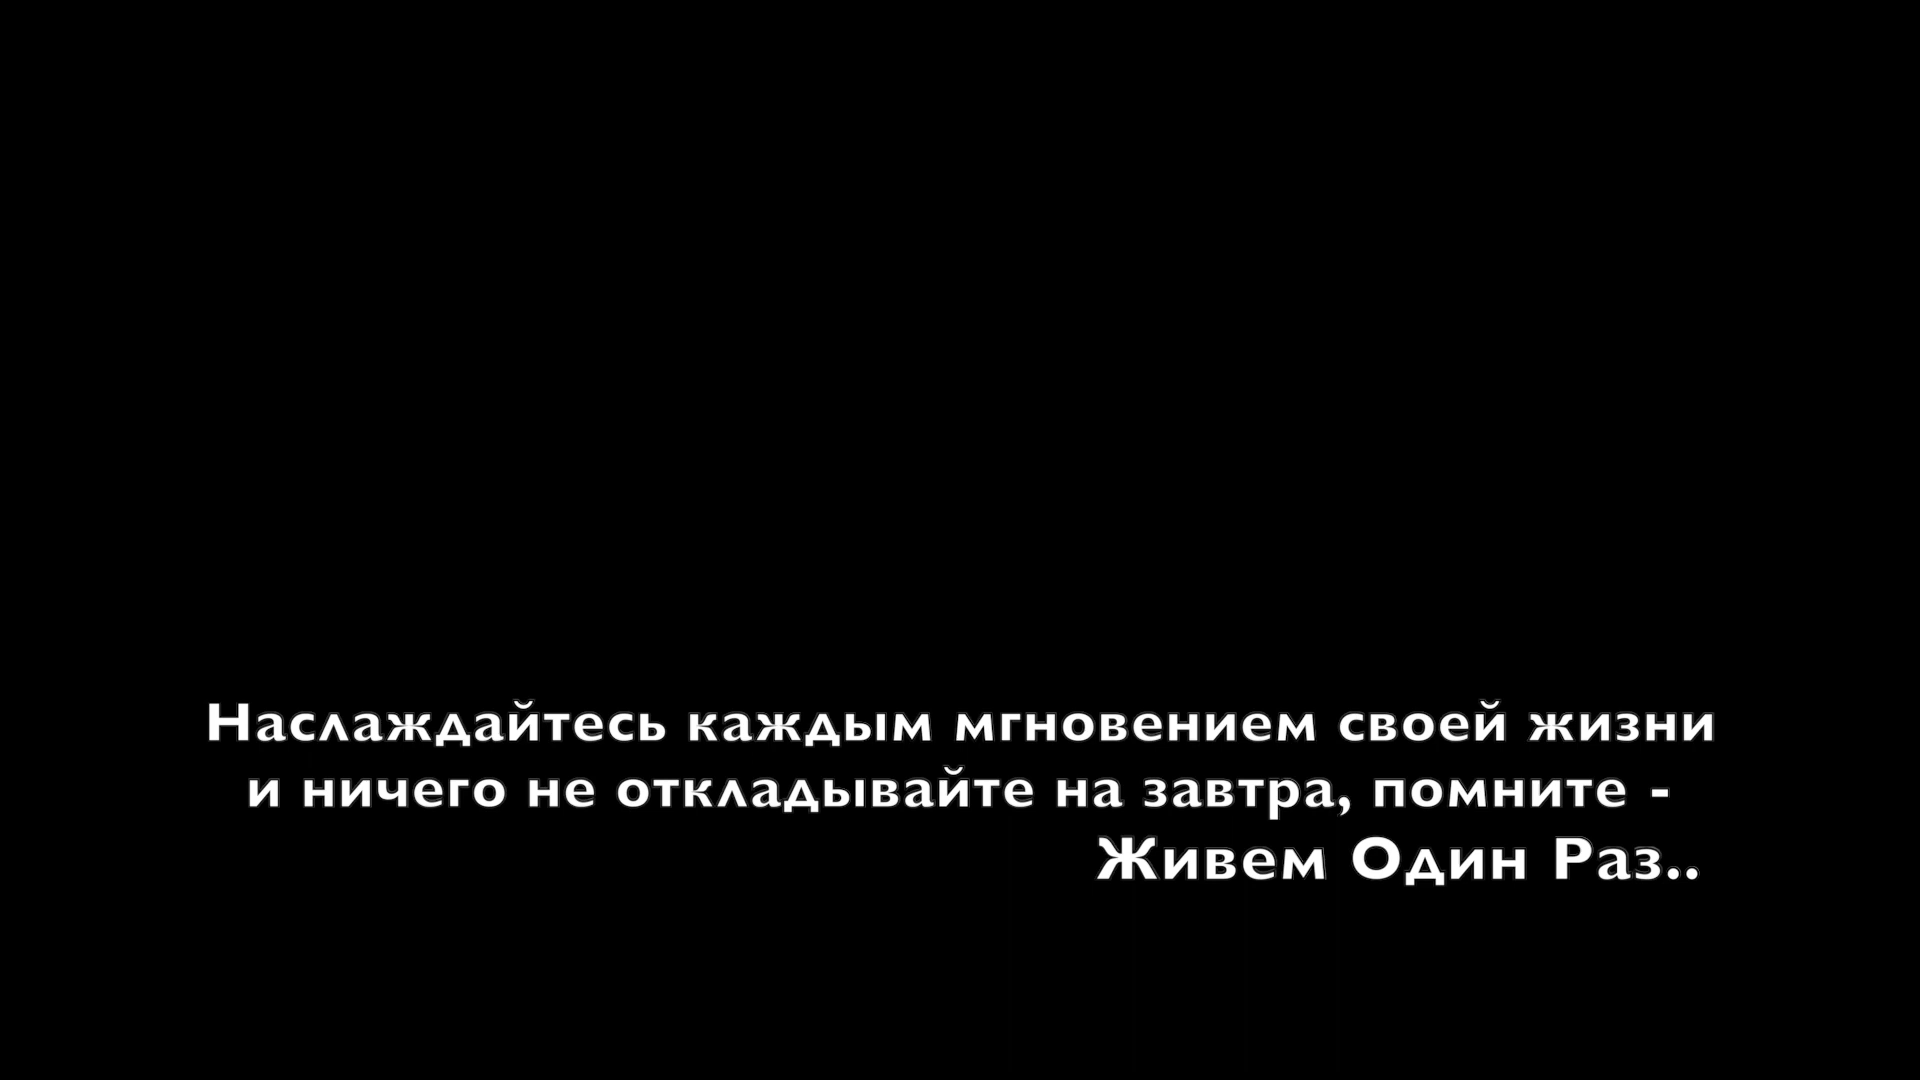 Наслаждайтесь каждым мгновением своей жизни
и ничего не откладывайте на завтра, помните -
Живем Один Раз..